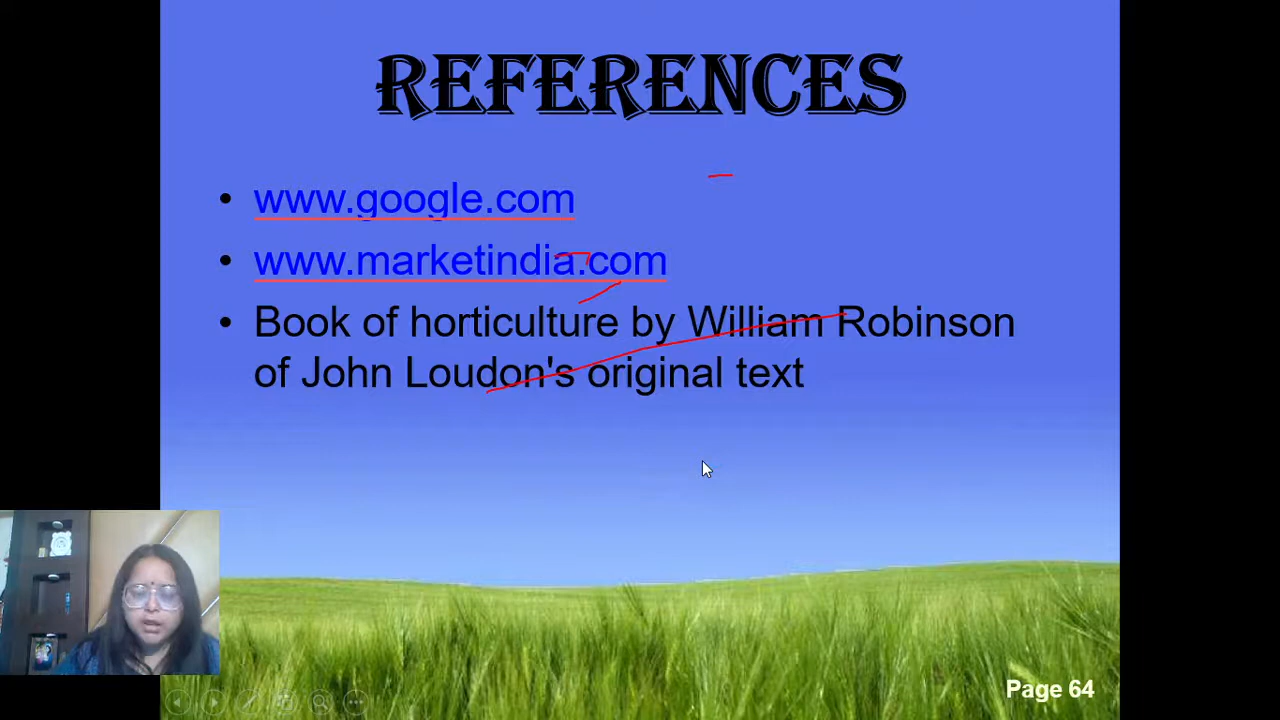 REFERENCES
• www.google.com
• www.marketindia.com
• Book of horticulture by William Robinson
of John Loudon's original text
Page 64